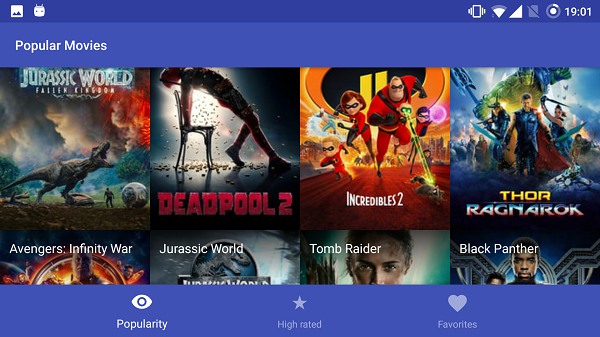 19:01
Popular Movies
JURASSIC WORLD
FALLEN KINGDOM
DEADPOOL 2
INCREDIBLES 2
THOR
RAGNAROK
Avengers: Infinity War
Jurassic World
Tomb Raider
Black Panther
Popularity
High rated
Favorites